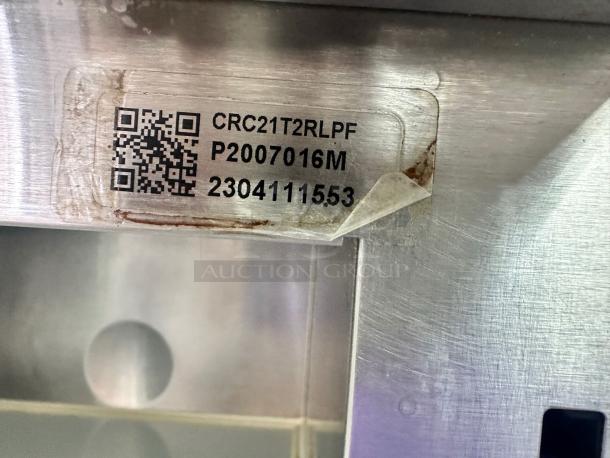 CRC21T2RLPF
P2007016M
2304111553
AUCTION GROUP